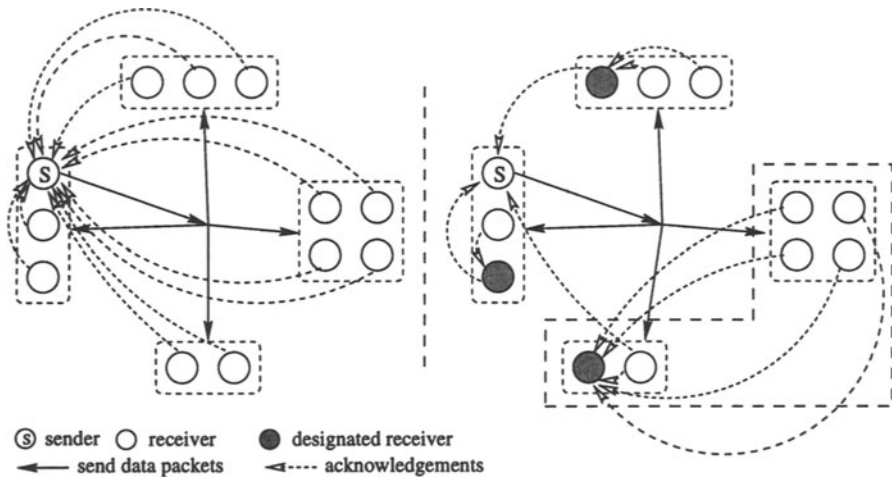 S
S
S sender receiver designated receiver
send data packets acknowledgements